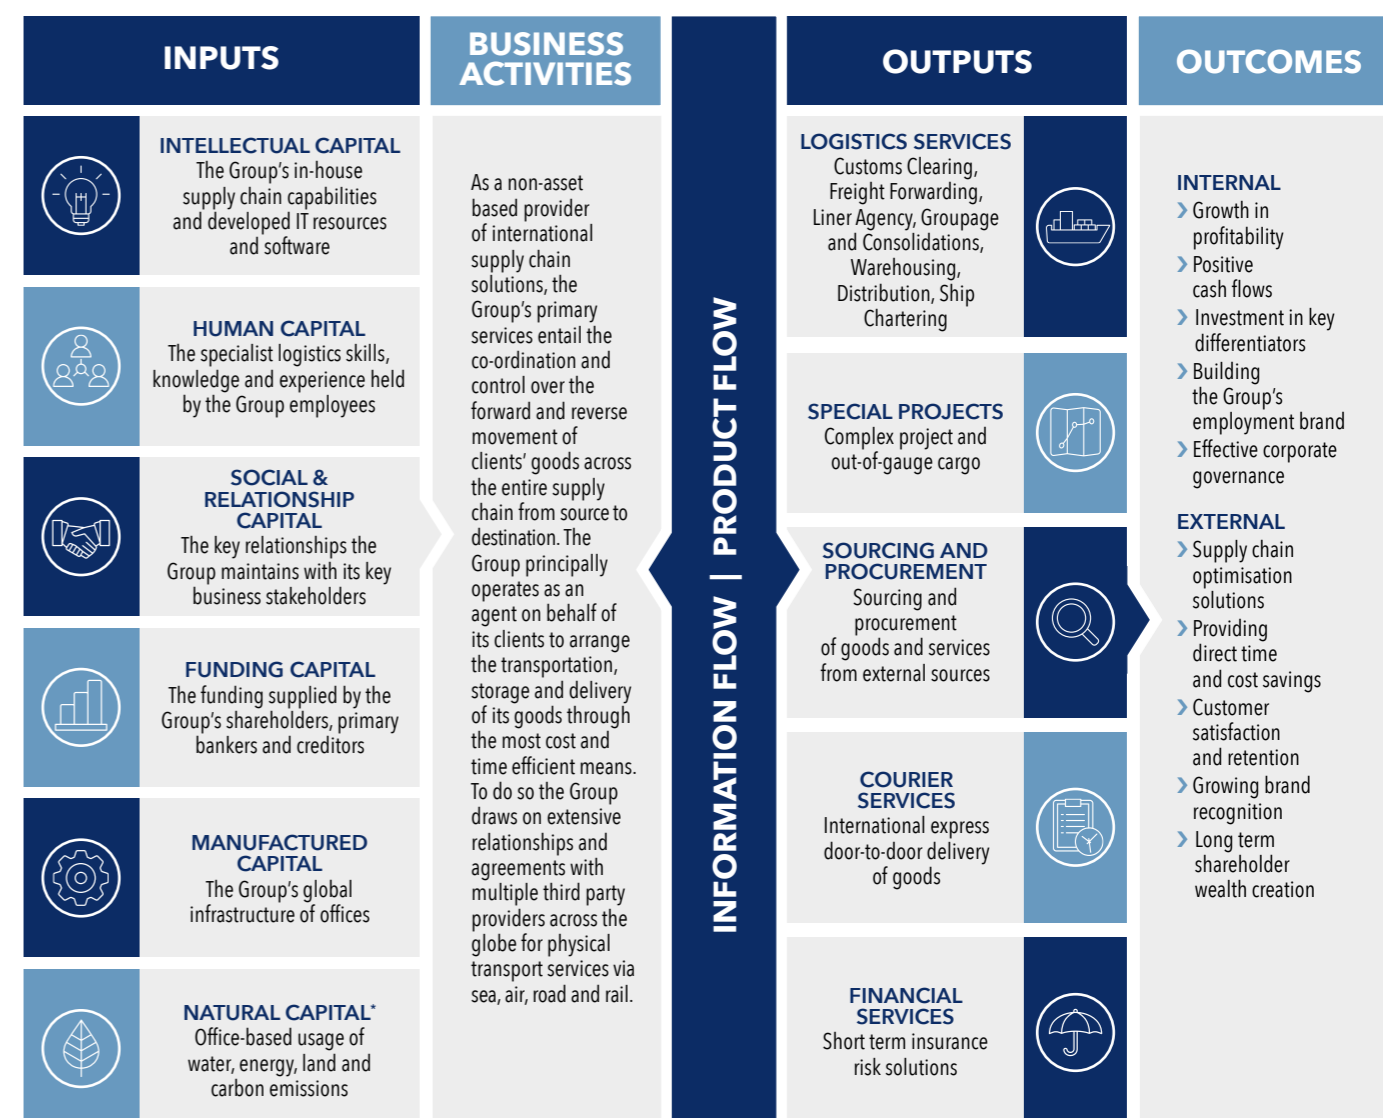 INPUTS
INTELLECTUAL CAPITAL
The Group's in-house
supply chain capabilities
and developed IT resources
and software
HUMAN CAPITAL
The specialist logistics skills,
knowledge and experience held
by the Group employees
SOCIAL &
RELATIONSHIP
CAPITAL
The key relationships the
Group maintains with its key
business stakeholders
FUNDING CAPITAL
The funding supplied by the
Group's shareholders, primary
bankers and creditors
MANUFACTURED
CAPITAL
The Group's global
infrastructure of offices
NATURAL CAPITAL*
Office-based usage of
water, energy, land and
carbon emissions
BUSINESS
ACTIVITIES
As a non-asset
based provider
of international
supply chain
solutions, the
Group's primary
services entail the
co-ordination and
control over the
forward and reverse
movement of
clients' goods across
the entire supply
chain from source to
destination. The
Group principally
operates as an
agent on behalf of
its clients to arrange
the transportation,
storage and delivery
of its goods through
the most cost and
time efficient means.
To do so the Group
draws on extensive
relationships and
agreements with
multiple third party
providers across the
globe for physical
transport services via
sea, air, road and rail.
INFORMATION FLOW | PRODUCT FLOW
OUTPUTS
LOGISTICS SERVICES
Customs Clearing,
Freight Forwarding,
Liner Agency, Groupage
and Consolidations,
Warehousing,
Distribution, Ship
Chartering
SPECIAL PROJECTS
Complex project and
out-of-gauge cargo
SOURCING AND
PROCUREMENT
Sourcing and
procurement
of goods and services
from external sources
COURIER
SERVICES
International express
door-to-door delivery
of goods
FINANCIAL
SERVICES
Short term insurance
risk solutions
OUTCOMES
INTERNAL
❯ Growth in
profitability
❯ Positive
cash flows
❯ Investment in key
differentiators
❯ Building
the Group's
employment brand
❯ Effective corporate
governance
EXTERNAL
❯ Supply chain
optimisation
solutions
❯ Providing
direct time
and cost savings
❯ Customer
satisfaction
and retention
❯ Growing brand
recognition
❯ Long term
shareholder
wealth creation